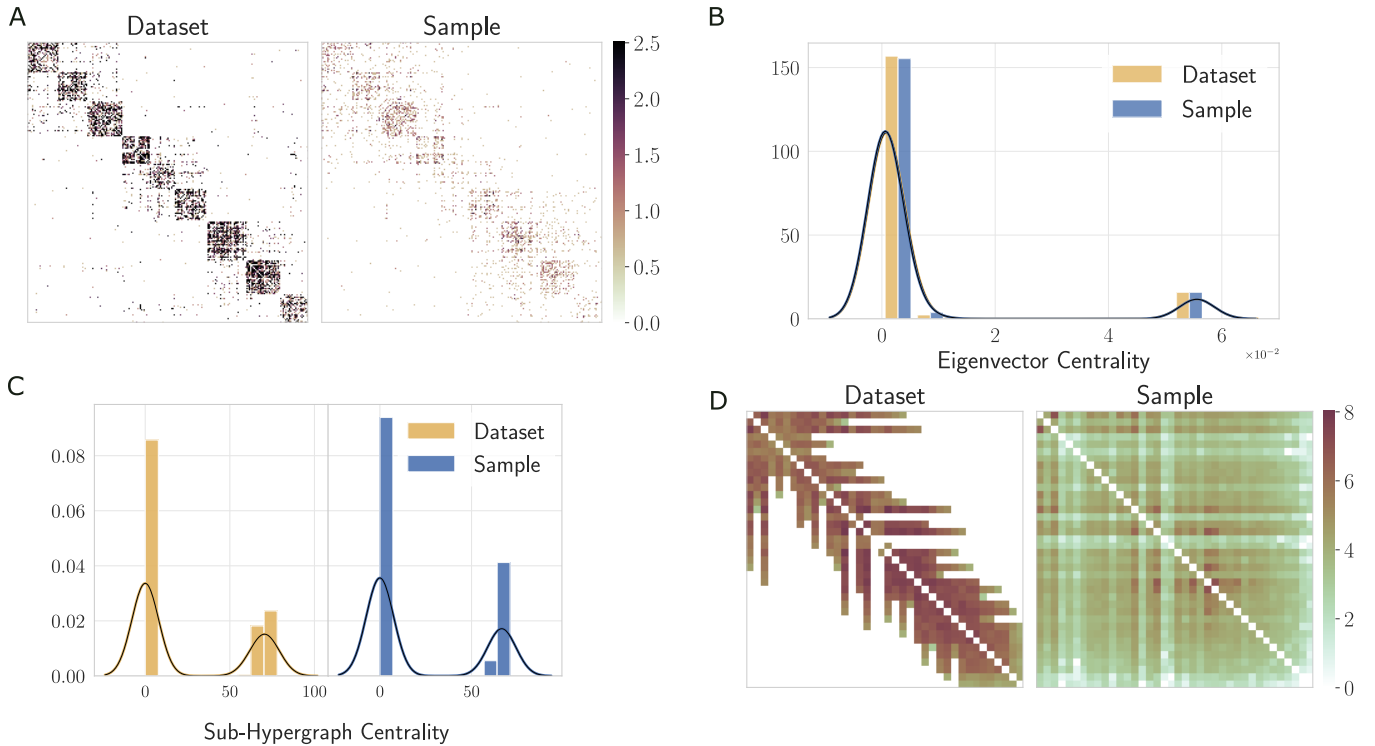 A
Dataset
Sample
2.5
2.0
1.5
1.0
0.5
0.0
B
150
100
50
0
Dataset
Sample
0
2
4
6
×10⁻²
Eigenvector Centrality
C
0.08
0.06
0.04
0.02
0.00
Dataset
Sample
0
50
100
0
50
Sub-Hypergraph Centrality
D
Dataset
Sample
8
6
4
2
0